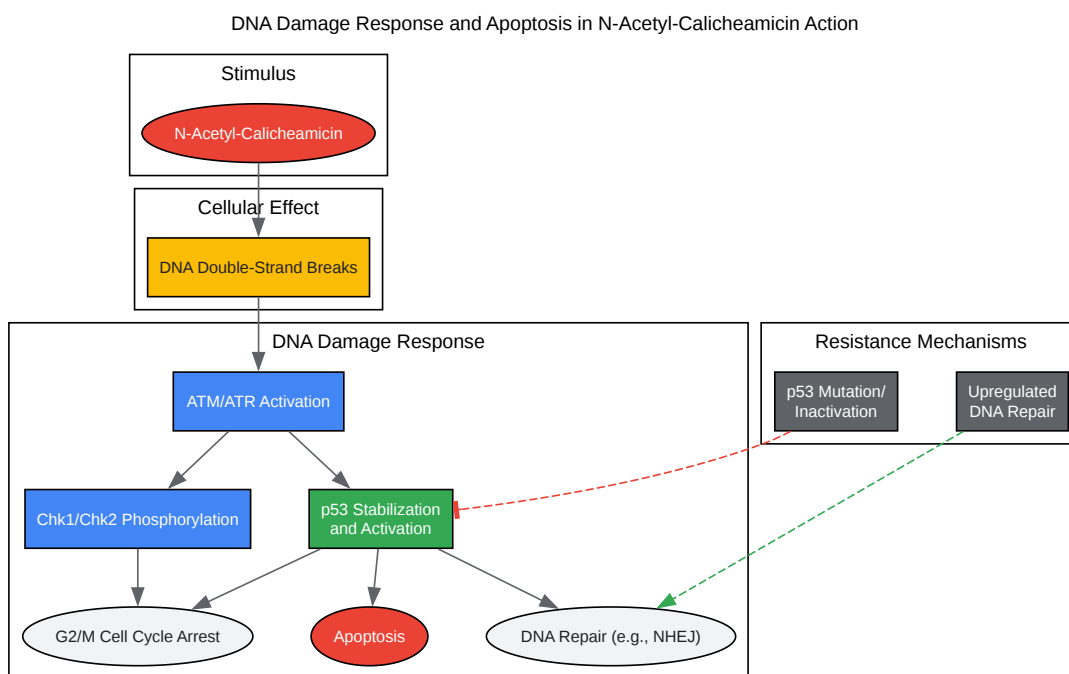 DNA Damage Response and Apoptosis in N-Acetyl-Calicheamicin Action
Stimulus
N-Acetyl-Calicheamicin
Cellular Effect
DNA Double-Strand Breaks
DNA Damage Response
ATM/ATR Activation
Chk1/Chk2 Phosphorylation
p53 Stabilization
and Activation
G2/M Cell Cycle Arrest
Apoptosis
DNA Repair (e.g., NHEJ)
Resistance Mechanisms
p53 Mutation/
Inactivation
Upregulated
DNA Repair